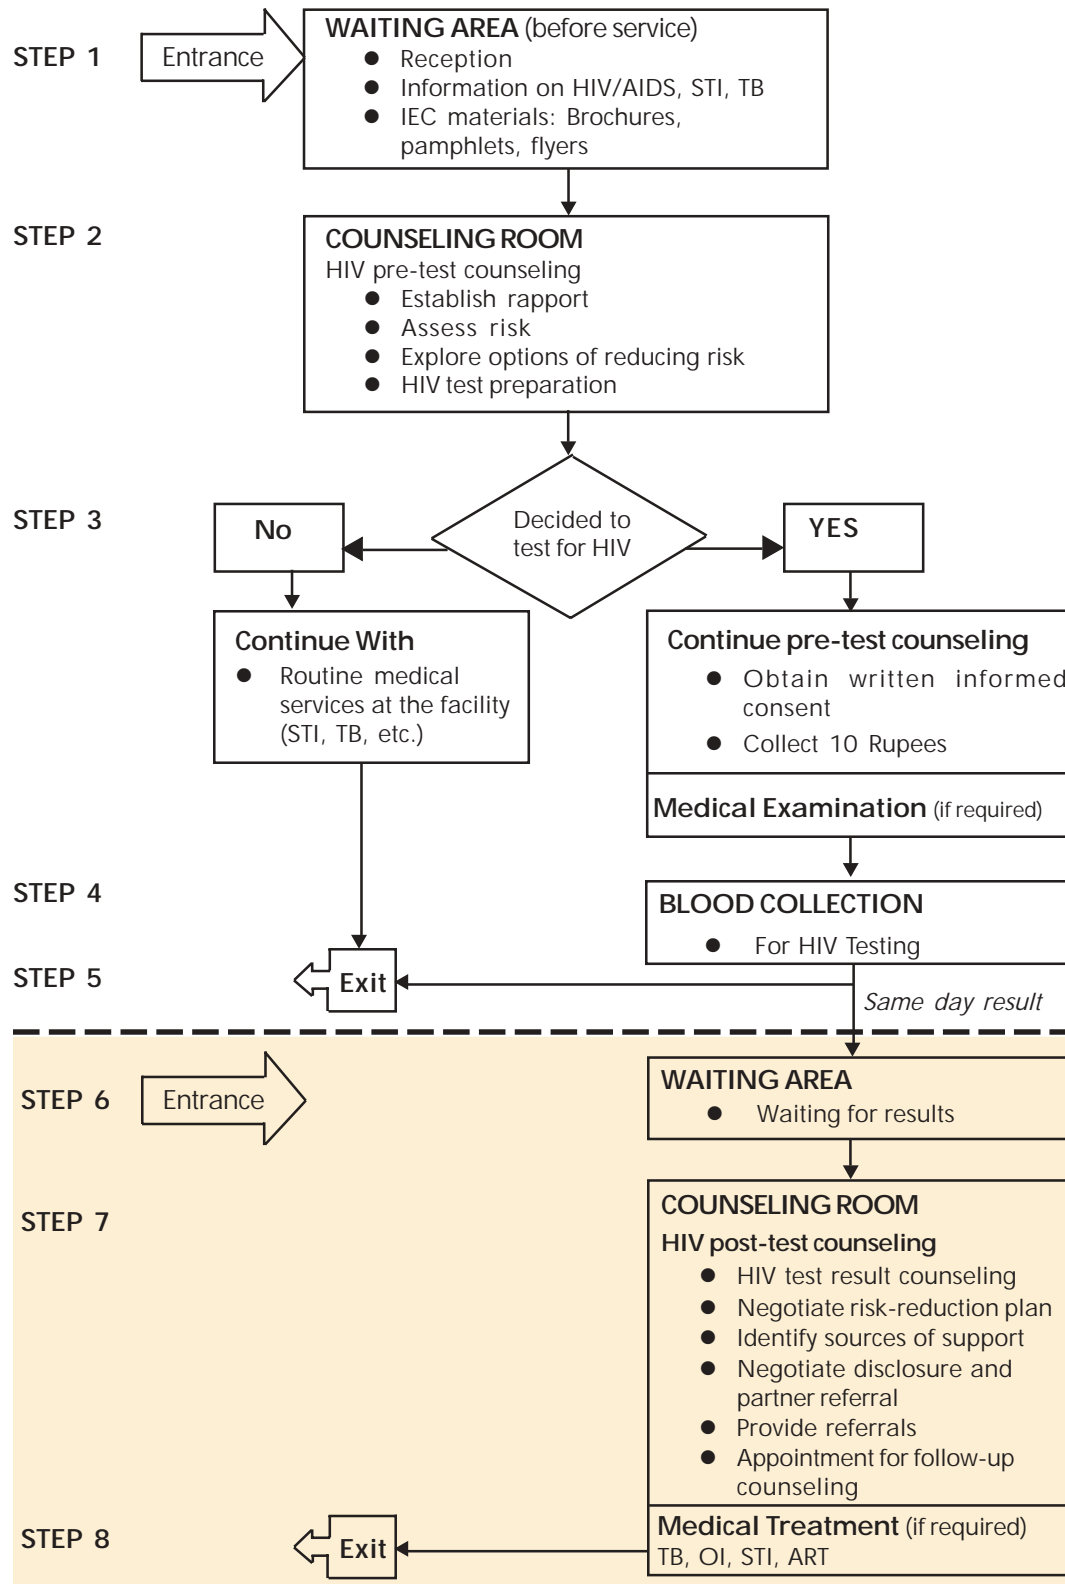 STEP 1
Entrance
WAITING AREA (before service)
● Reception
● Information on HIV/AIDS, STI, TB
● IEC materials: Brochures,
pamphlets, flyers
STEP 2
COUNSELING ROOM
HIV pre-test counseling
● Establish rapport
● Assess risk
● Explore options of reducing risk
● HIV test preparation
STEP 3
No
Decided to
test for HIV
YES
Continue With
● Routine medical
services at the facility
(STI, TB, etc.)
Continue pre-test counseling
● Obtain written informed
consent
● Collect 10 Rupees
Medical Examination (if required)
STEP 4
BLOOD COLLECTION
● For HIV Testing
STEP 5
Exit
Same day result
STEP 6
Entrance
WAITING AREA
● Waiting for results
STEP 7
COUNSELING ROOM
HIV post-test counseling
● HIV test result counseling
● Negotiate risk-reduction plan
● Identify sources of support
● Negotiate disclosure and
partner referral
● Provide referrals
● Appointment for follow-up
counseling
STEP 8
Exit
Medical Treatment (if required)
TB, OI, STI, ART